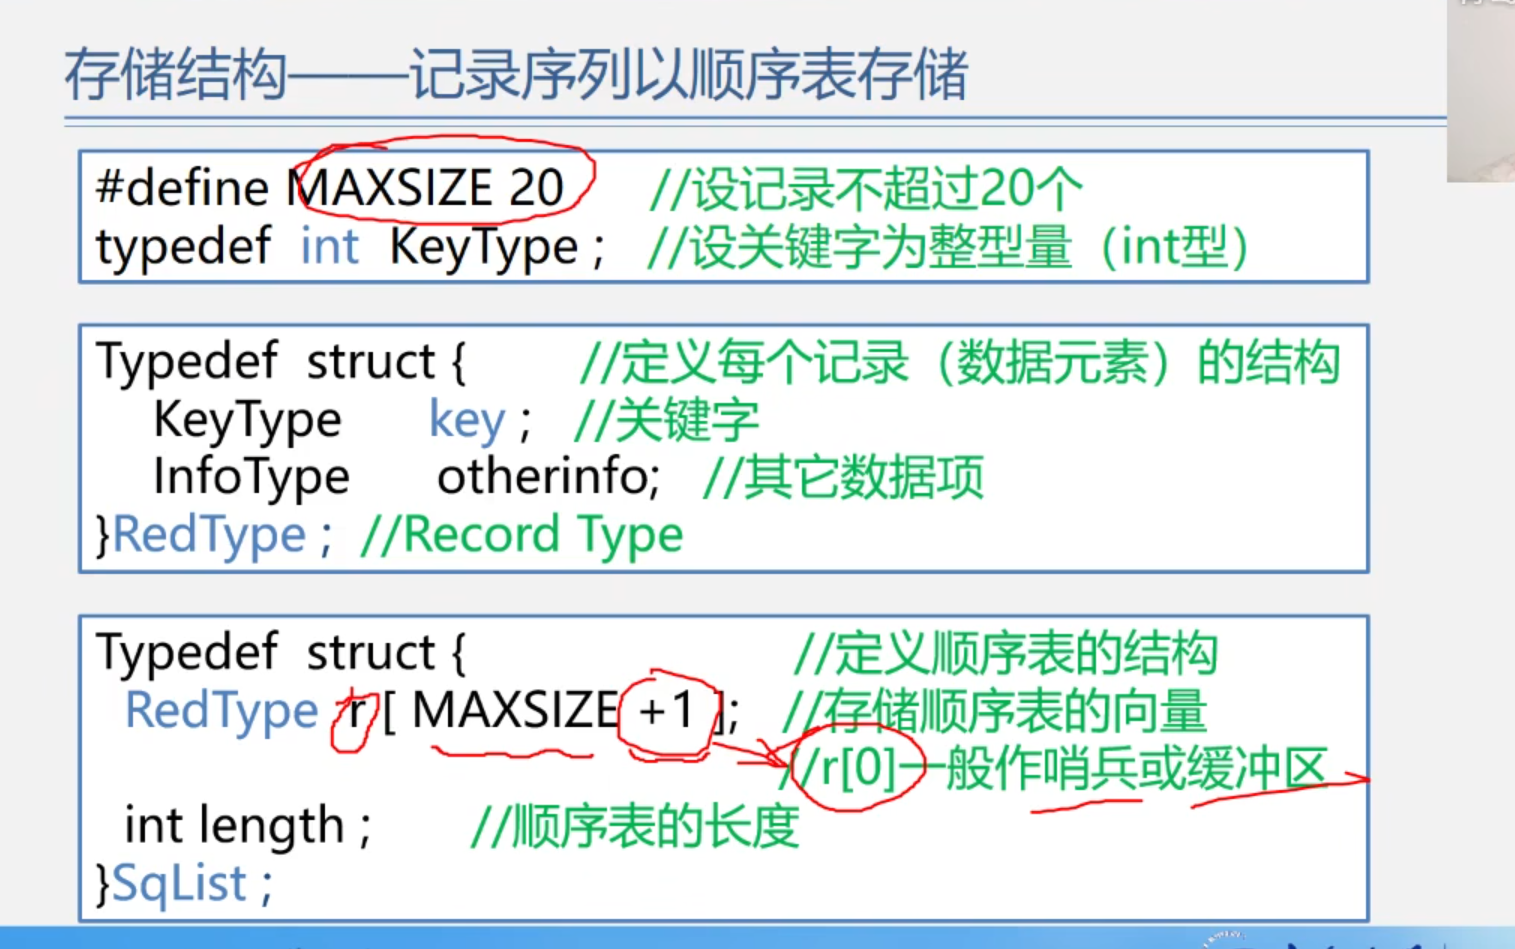 存储结构——记录序列以顺序表存储
#define MAXSIZE 20 //设记录不超过20个
typedef int KeyType ; //设关键字为整型量（int型）
Typedef struct { //定义每个记录（数据元素）的结构
KeyType key ; //关键字
InfoType otherinfo; //其它数据项
}RedType ; //Record Type
Typedef struct { //定义顺序表的结构
RedType r [ MAXSIZE +1 ]; //存储顺序表的向量
//r[0]一般作哨兵或缓冲区
int length ; //顺序表的长度
}SqList ;